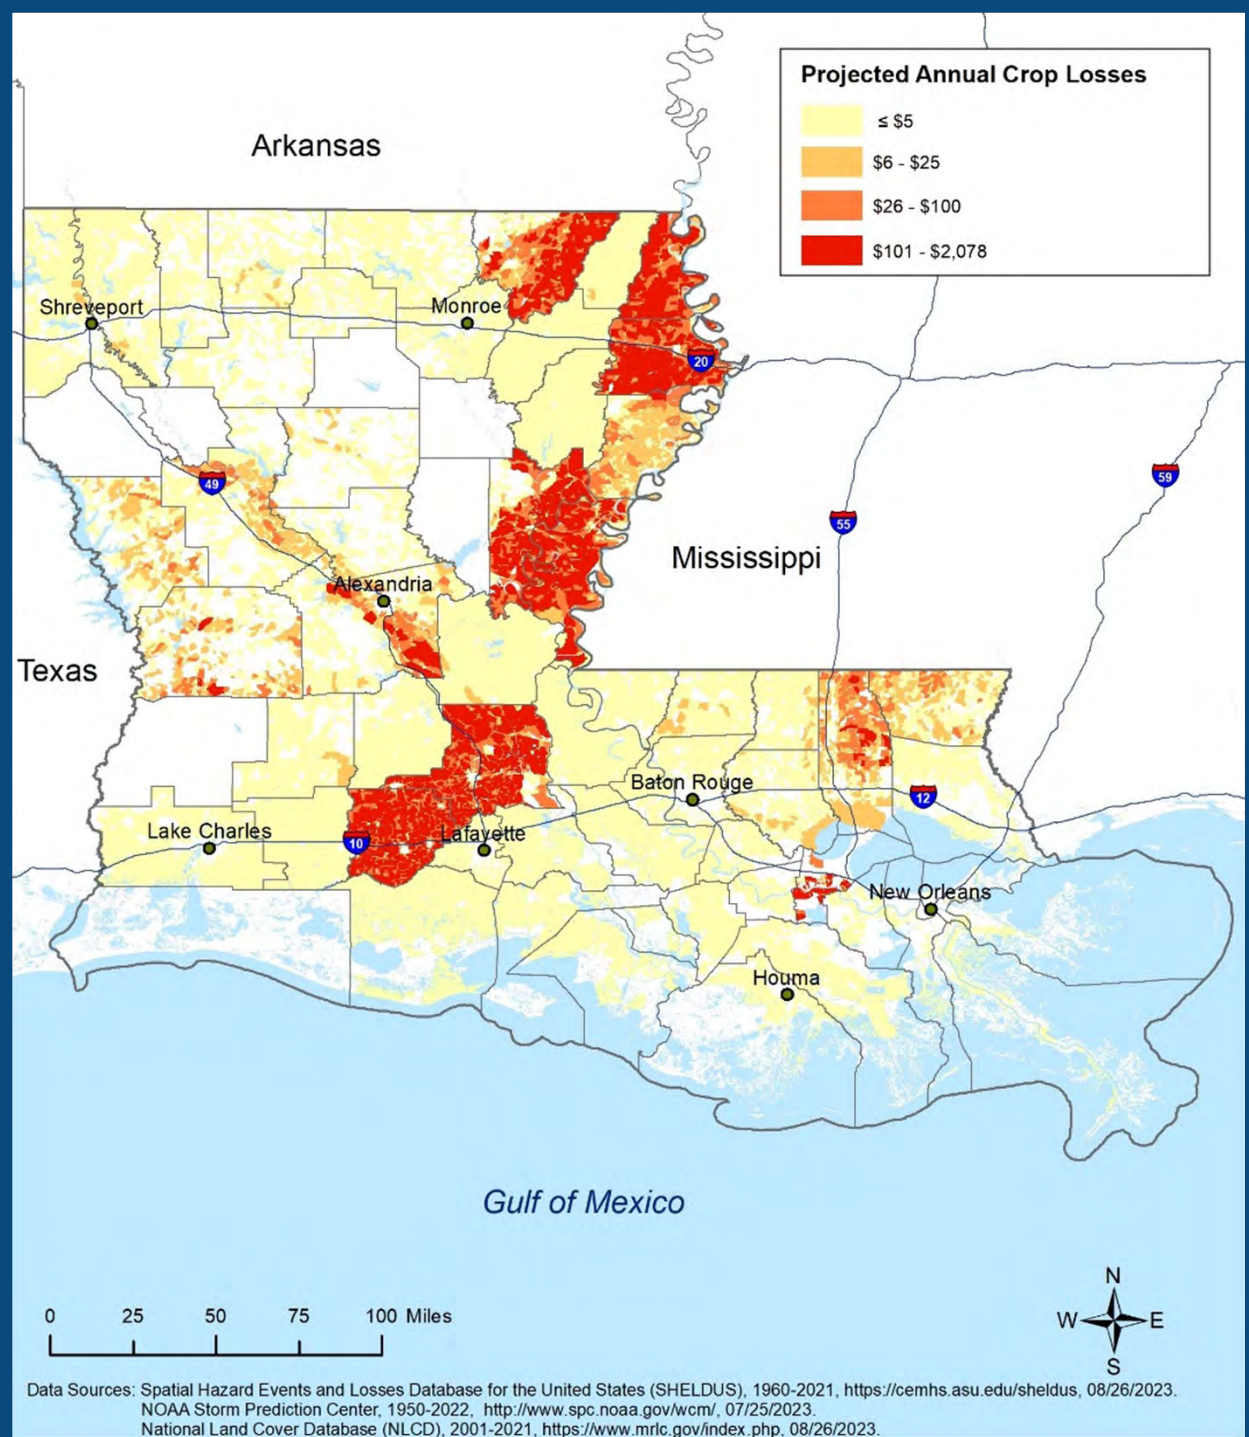 Projected Annual Crop Losses
≤ $5
$6 - $25
$26 - $100
$101 - $2,078
Arkansas
Shreveport
Monroe
20
49
59
55
Mississippi
Alexandria
Texas
Baton Rouge
12
Lake Charles
10
Lafayette
New Orleans
Houma
Gulf of Mexico
N
W
E
S
0 25 50 75 100 Miles
Data Sources: Spatial Hazard Events and Losses Database for the United States (SHELDUS), 1960-2021, https://cemhs.asu.edu/sheldus, 08/26/2023.
NOAA Storm Prediction Center, 1950-2022, http://www.spc.noaa.gov/wcm/, 07/25/2023.
National Land Cover Database (NLCD), 2001-2021, https://www.mrlc.gov/index.php, 08/26/2023.